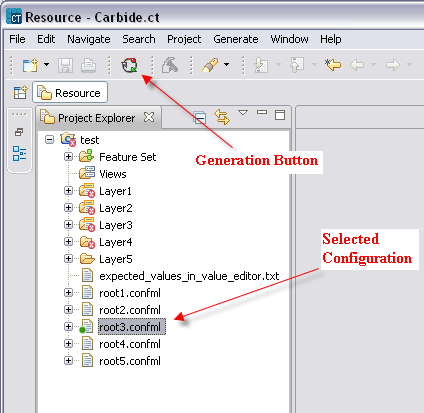 CT Resource - Carbide.ct
File Edit Navigate Search Project Generate Window Help
Resource
Project Explorer
test
Generation Button
Feature Set
Views
Layer1
Layer2
Layer3
Layer4
Layer5
Selected
Configuration
expected_values_in_value_editor.txt
root1.confml
root2.confml
root3.confml
root4.confml
root5.confml